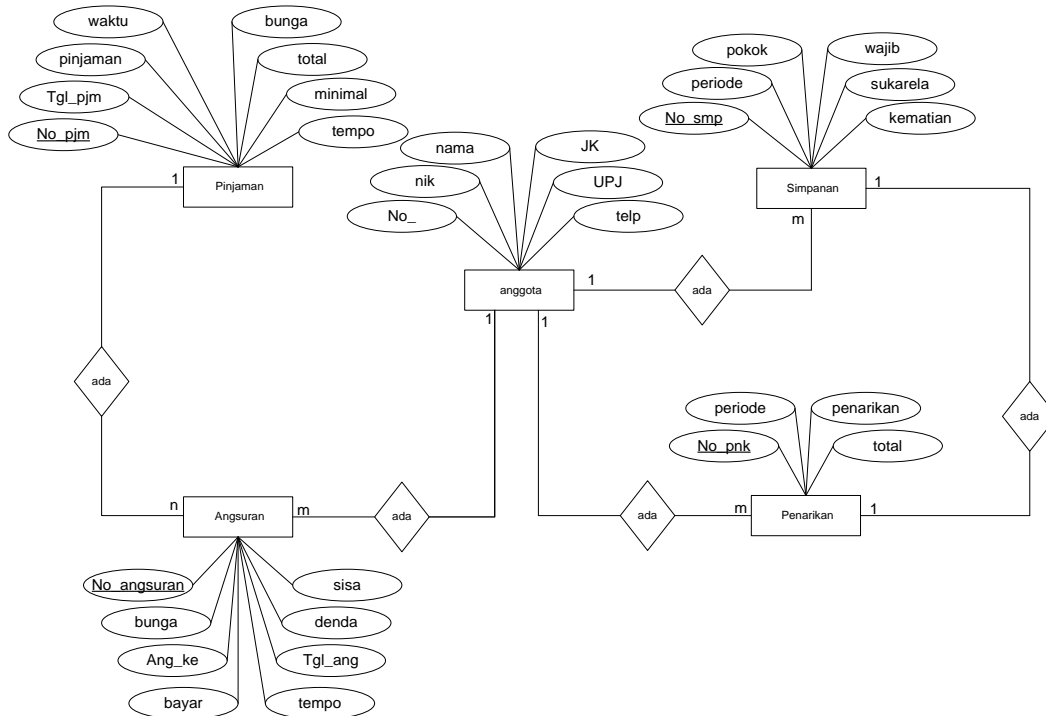 waktu
bunga
pinjaman
total
Tgl_pjm
minimal
No_pjm
tempo
Pinjaman
1
pokok
wajib
periode
sukarela
No_smp
kematian
Simpanan
1
m
nama
JK
nik
UPJ
No_
telp
anggota
1
1
1
ada
ada
ada
periode
penarikan
No_pnk
total
Penarikan
m
1
ada
n
Angsuran
m
ada
No_angsuran
sisa
bunga
denda
Ang_ke
Tgl_ang
bayar
tempo